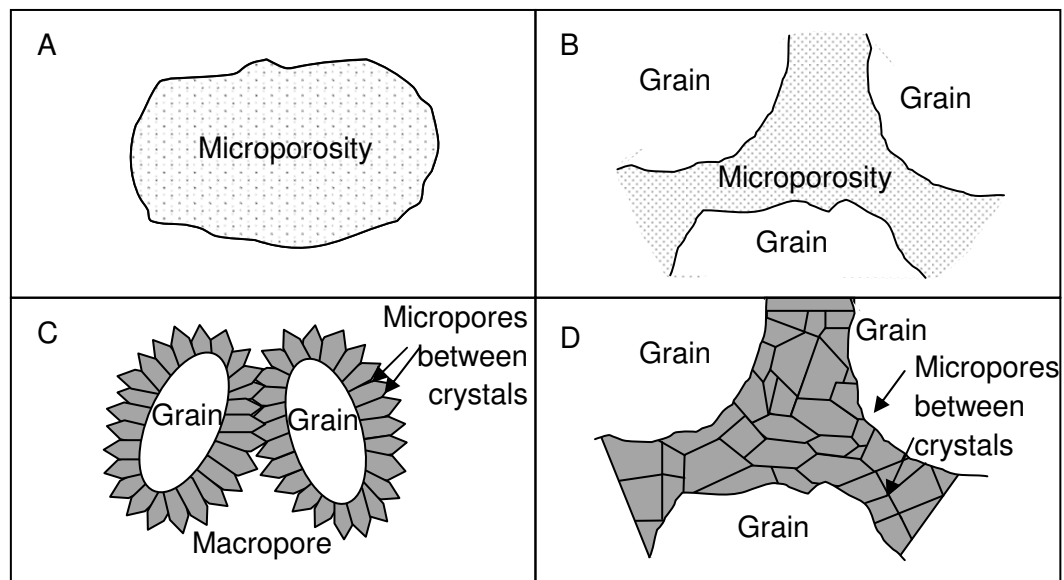 A
Microporosity
B
Grain
Grain
Microporosity
Grain
C
Micropores
between
crystals
Grain
Grain
Macropore
D
Grain
Grain
Micropores
between
crystals
Grain